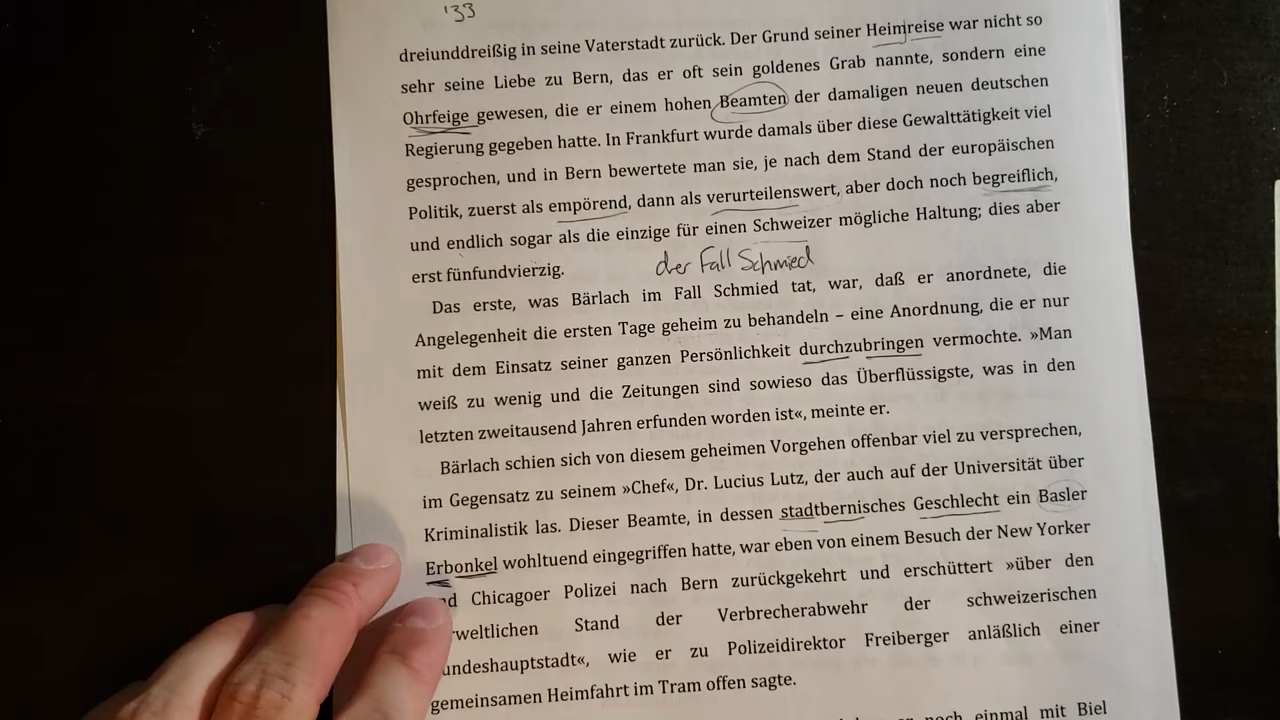 '33
dreiunddreißig in seine Vaterstadt zurück. Der Grund seiner Heimreise war nicht so
sehr seine Liebe zu Bern, das er oft sein goldenes Grab nannte, sondern eine
Ohrfeige gewesen, die er einem hohen Beamten der damaligen neuen deutschen
Regierung gegeben hatte. In Frankfurt wurde damals über diese Gewalttätigkeit viel
gesprochen, und in Bern bewertete man sie, je nach dem Stand der europäischen
Politik, zuerst als empörend, dann als verurteilenswert, aber doch noch begreiflich,
und endlich sogar als die einzige für einen Schweizer mögliche Haltung; dies aber
erst fünfundvierzig.
der Fall Schmied
Das erste, was Bärlach im Fall Schmied tat, war, daß er anordnete, die
Angelegenheit die ersten Tage geheim zu behandeln – eine Anordnung, die er nur
mit dem Einsatz seiner ganzen Persönlichkeit durchzubringen vermochte. »Man
weiß zu wenig und die Zeitungen sind sowieso das Überflüssigste, was in den
letzten zweitausend Jahren erfunden worden ist«, meinte er.
Bärlach schien sich von diesem geheimen Vorgehen offenbar viel zu versprechen,
im Gegensatz zu seinem »Chef«, Dr. Lucius Lutz, der auch auf der Universität über
Kriminalistik las. Dieser Beamte, in dessen stadtbernisches Geschlecht ein Basler
Erbonkel wohltuend eingegriffen hatte, war eben von einem Besuch der New Yorker
nd Chicagoer Polizei nach Bern zurückgekehrt und erschüttert »über den
rweltlichen Stand der Verbrecherabwehr der schweizerischen
undeshauptstadt«, wie er zu Polizeidirektor Freiberger anläßlich einer
gemeinsamen Heimfahrt im Tram offen sagte.
noch einmal mit Biel